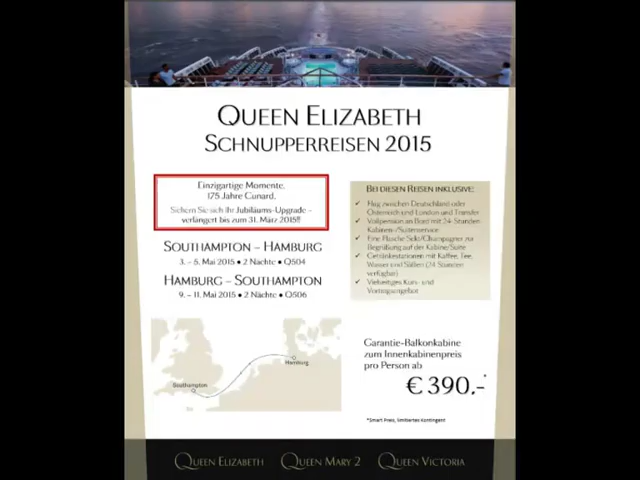 QUEEN ELIZABETH
SCHNUPPERREISEN 2015
Einzigartige Momente.
175 Jahre Cunard.
Sichern Sie sich Ihr Jubiläums-Upgrade –
verlängert bis zum 31. März 2015!!
SOUTHAMPTON – HAMBURG
3. – 5. Mai 2015 • 2 Nächte • Q504
HAMBURG – SOUTHAMPTON
9. – 11. Mai 2015 • 2 Nächte • Q506
BEI DIESEN REISEN INKLUSIVE:
✓ Flug zwischen Deutschland oder
Österreich und London und Transfer
✓ Vollpension an Bord mit 24-Stunden
Kabinen-/Suitenservice
✓ Eine Flasche Sekt/Champagner zur
Begrüßung auf der Kabine/Suite
✓ Getränkestationen mit Kaffee, Tee,
Wasser und Säften (24 Stunden
verfügbar)
✓ Vielseitiges Kurs- und
Vortragsangebot
Southampton
Hamburg
Garantie-Balkonkabine
zum Innenkabinenpreis
pro Person ab
€ 390,-*
*Smart Preis, limitiertes Kontingent
QUEEN ELIZABETH QUEEN MARY 2 QUEEN VICTORIA